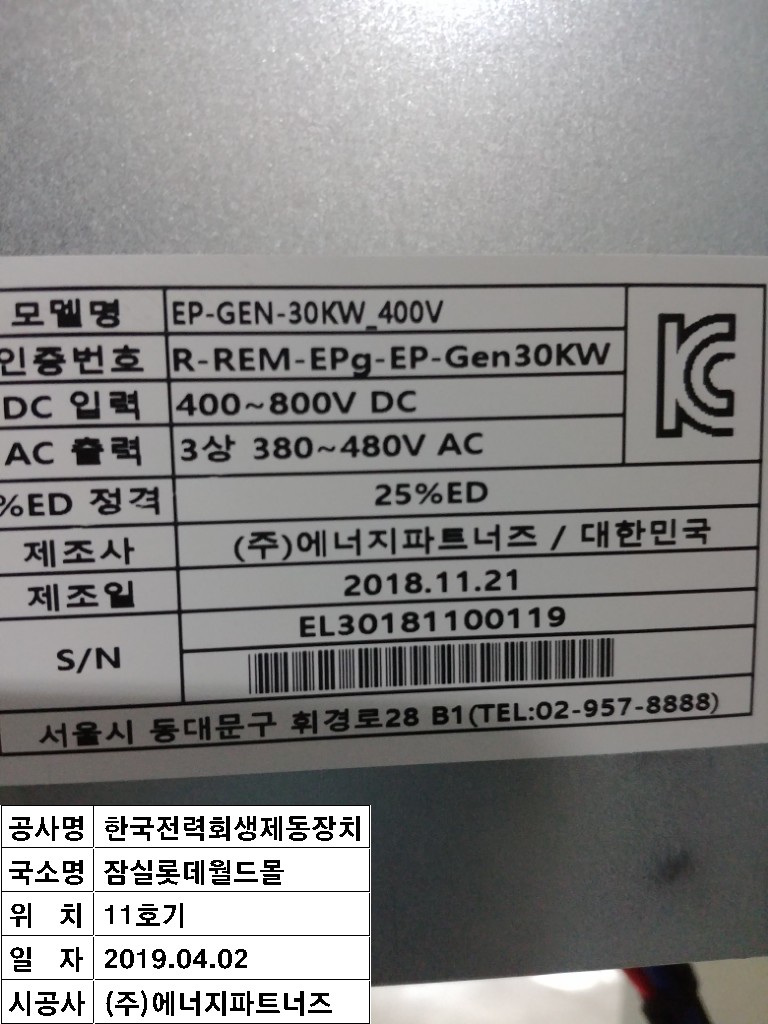 모델명 EP-GEN-30KW_400V
인증번호 R-REM-EPg-EP-Gen30KW
DC 입력 400~800V DC
AC 출력 3상 380~480V AC
%ED 정격 25%ED
제조사 (주)에너지파트너즈 / 대한민국
제조일 2018.11.21
S/N EL30181100119
서울시 동대문구 휘경로28 B1(TEL:02-957-8888)
공사명 한국전력회생제동장치
국소명 잠실롯데월드몰
위 치 11호기
일 자 2019.04.02
시공사 (주)에너지파트너즈